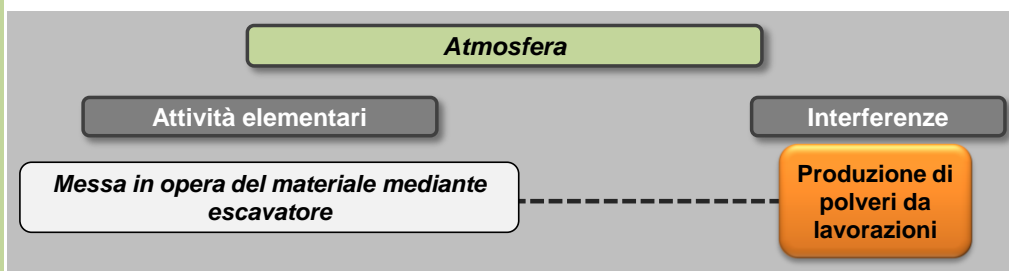 Atmosfera
Attività elementari
Interferenze
Messa in opera del materiale mediante
escavatore
Produzione di
polveri da
lavorazioni